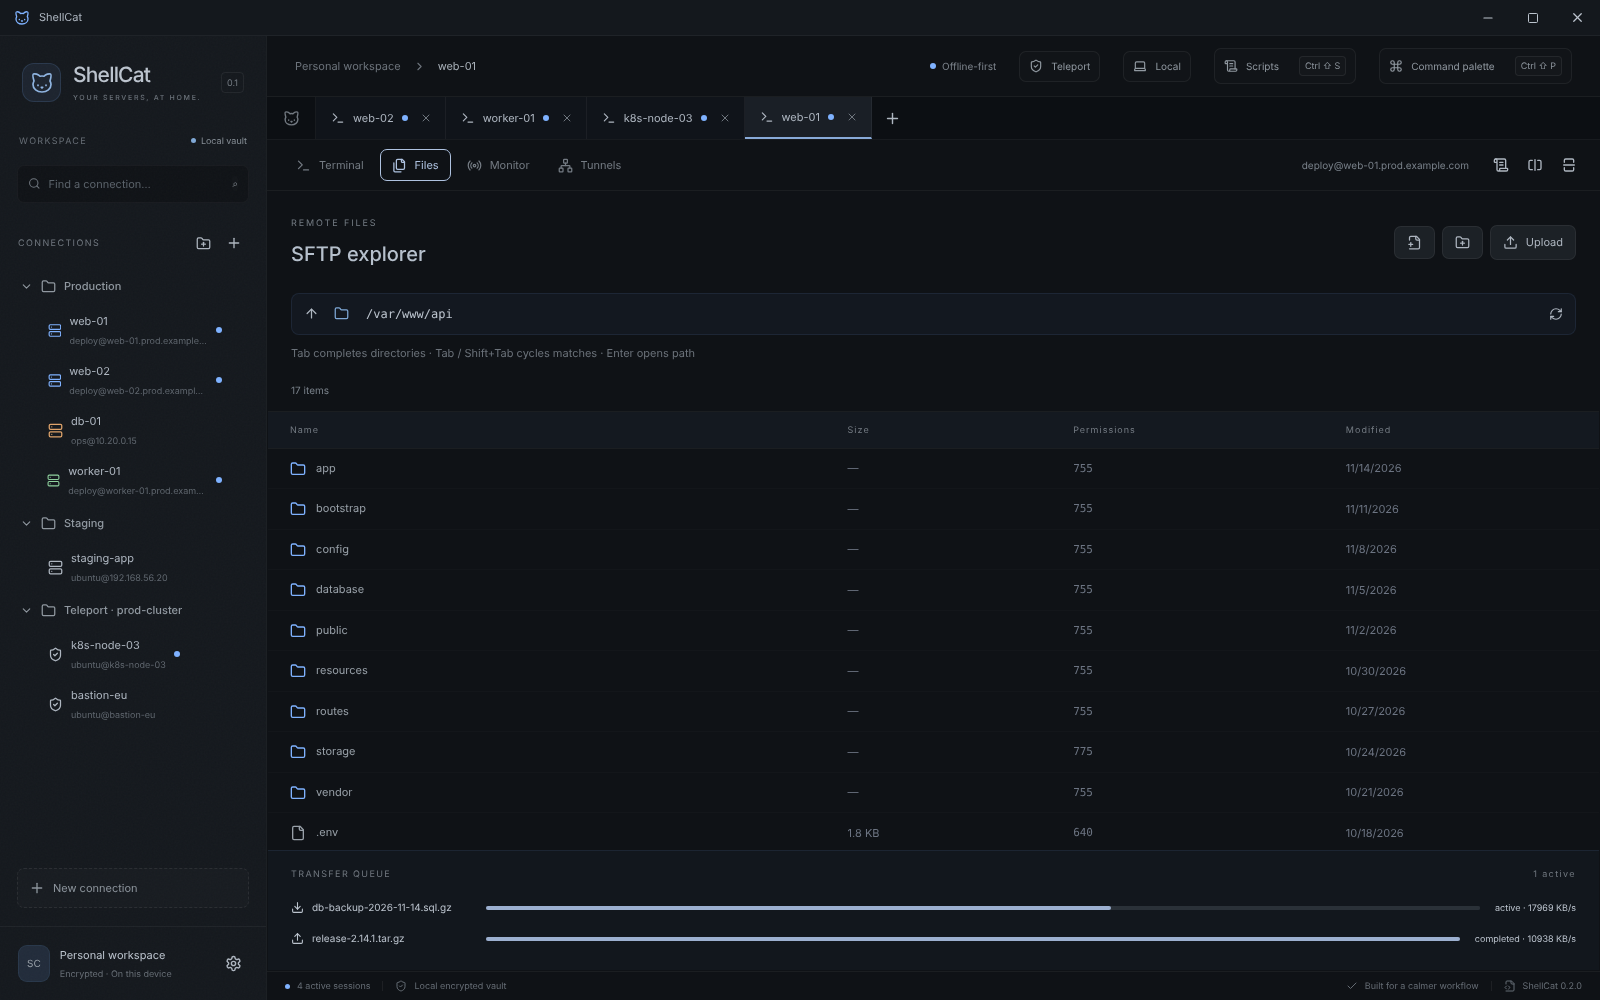 ShellCat
ShellCat
YOUR SERVERS, AT HOME.
0.1
WORKSPACE
Local vault
Find a connection...
CONNECTIONS
Production
web-01
deploy@web-01.prod.example...
web-02
deploy@web-02.prod.exampl...
db-01
ops@10.20.0.15
worker-01
deploy@worker-01.prod.exam...
Staging
staging-app
ubuntu@192.168.56.20
Teleport · prod-cluster
k8s-node-03
ubuntu@k8s-node-03
bastion-eu
ubuntu@bastion-eu
New connection
SC
Personal workspace
Encrypted · On this device
Personal workspace > web-01
Offline-first
Teleport
Local
Scripts Ctrl ⇧ S
Command palette Ctrl ⇧ P
web-02
worker-01
k8s-node-03
web-01
Terminal
Files
Monitor
Tunnels
deploy@web-01.prod.example.com
REMOTE FILES
SFTP explorer
Upload
/var/www/api
Tab completes directories · Tab / Shift+Tab cycles matches · Enter opens path
17 items
Name Size Permissions Modified
app — 755 11/14/2026
bootstrap — 755 11/11/2026
config — 755 11/8/2026
database — 755 11/5/2026
public — 755 11/2/2026
resources — 755 10/30/2026
routes — 755 10/27/2026
storage — 775 10/24/2026
vendor — 755 10/21/2026
.env 1.8 KB 640 10/18/2026
TRANSFER QUEUE 1 active
db-backup-2026-11-14.sql.gz active · 17969 KB/s
release-2.14.1.tar.gz completed · 10938 KB/s
4 active sessions
Local encrypted vault
Built for a calmer workflow
ShellCat 0.2.0